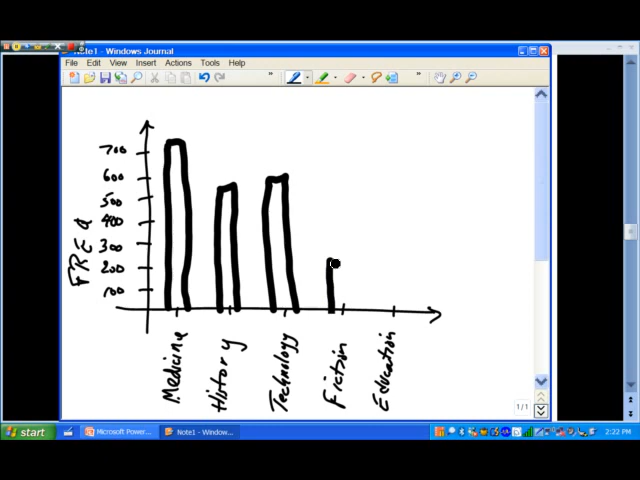 Note1 - Windows Journal
File Edit View Insert Actions Tools Help
700
600
500
400
300
200
100
FREQ
Medicine
History
Technology
Friction
Education
1/1
start Microsoft Power... Note1 - Window... 2:22 PM